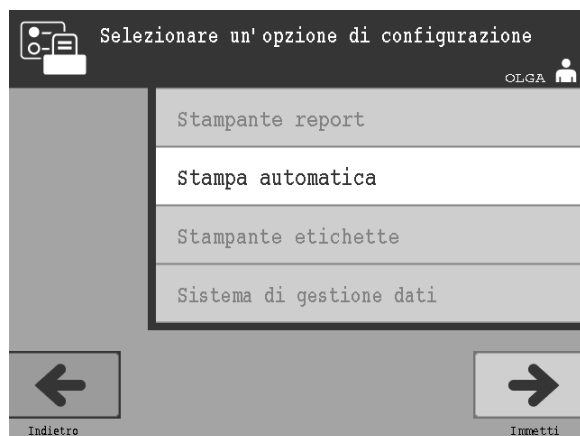 Selezionare un'opzione di configurazione
OLGA
Stampante report
Stampa automatica
Stampante etichette
Sistema di gestione dati
Indietro
Immetti